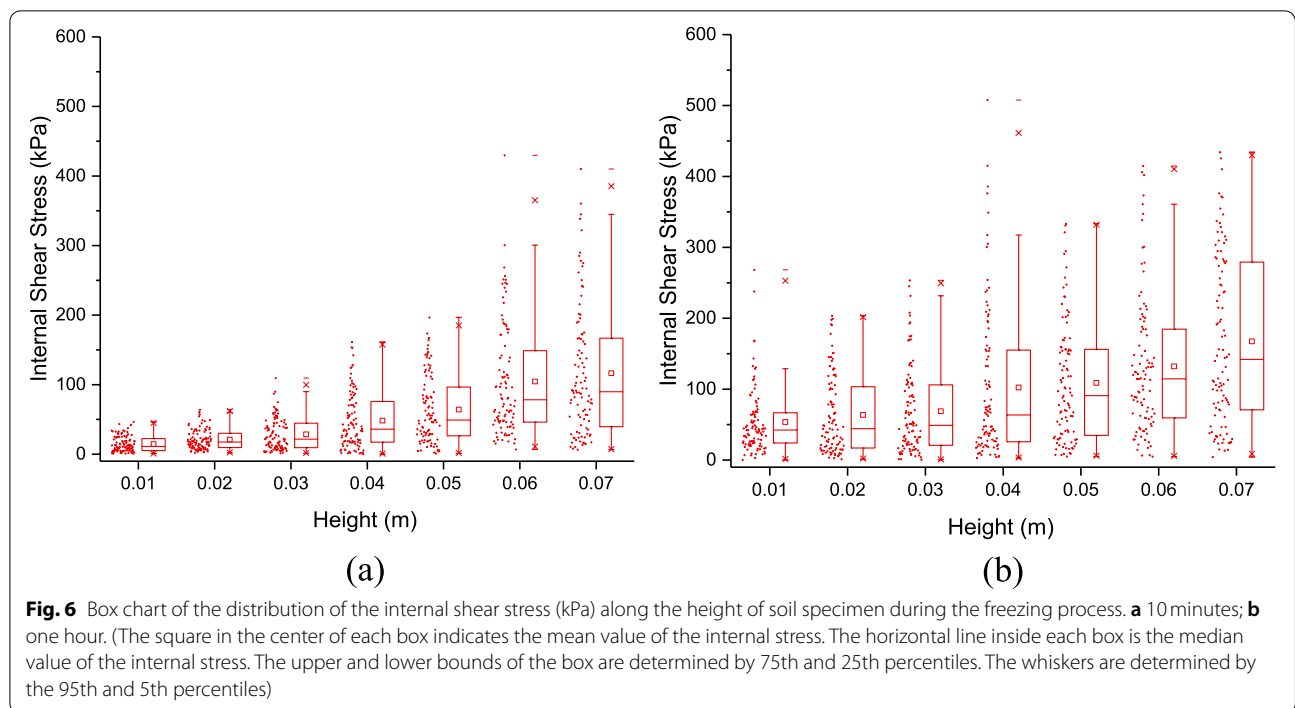 600
500
400
300
200
100
0
Internal Shear Stress (kPa)
0.01 0.02 0.03 0.04 0.05 0.06 0.07
Height (m)
(a)
600
500
400
300
200
100
0
Internal Shear Stress (kPa)
0.01 0.02 0.03 0.04 0.05 0.06 0.07
Height (m)
(b)
Fig. 6 Box chart of the distribution of the internal shear stress (kPa) along the height of soil specimen during the freezing process. a 10 minutes; b
one hour. (The square in the center of each box indicates the mean value of the internal stress. The horizontal line inside each box is the median
value of the internal stress. The upper and lower bounds of the box are determined by 75th and 25th percentiles. The whiskers are determined by
the 95th and 5th percentiles)